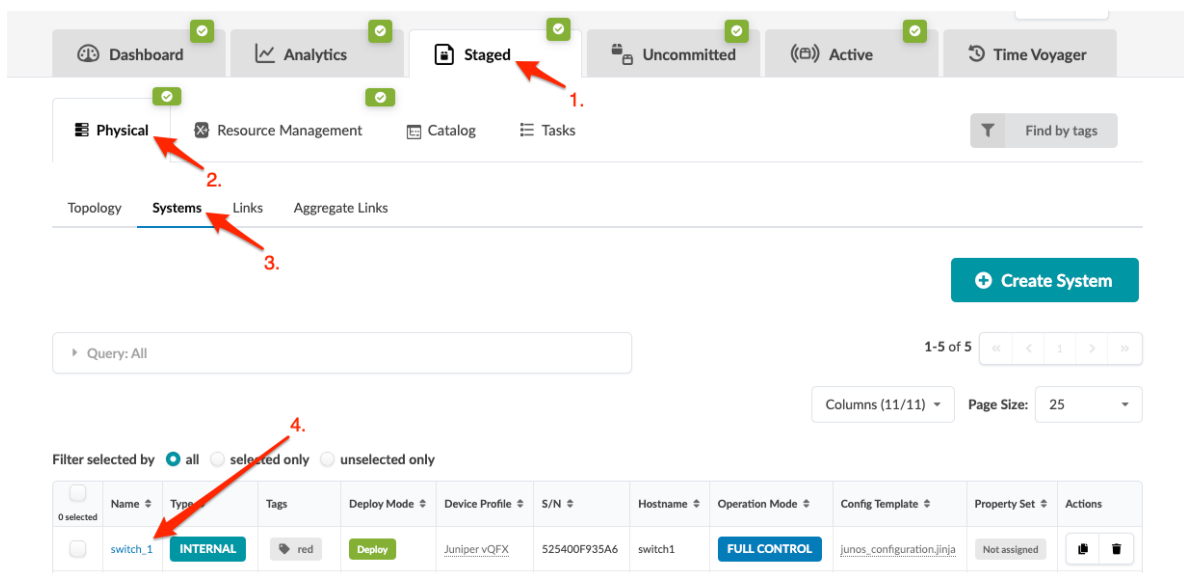 Dashboard Analytics Staged Uncommitted Active Time Voyager
1.
Physical Resource Management Catalog Tasks Find by tags
2.
Topology Systems Links Aggregate Links
3.
Create System
Query: All
1-5 of 5 « < 1 > »
Columns (11/11) Page Size: 25
4.
Filter selected by all selected only unselected only
0 selected Name Type Tags Deploy Mode Device Profile S/N Hostname Operation Mode Config Template Property Set Actions
switch_1 INTERNAL red Deploy Juniper vQFX 525400F935A6 switch1 FULL CONTROL junos_configuration.jinja Not assigned